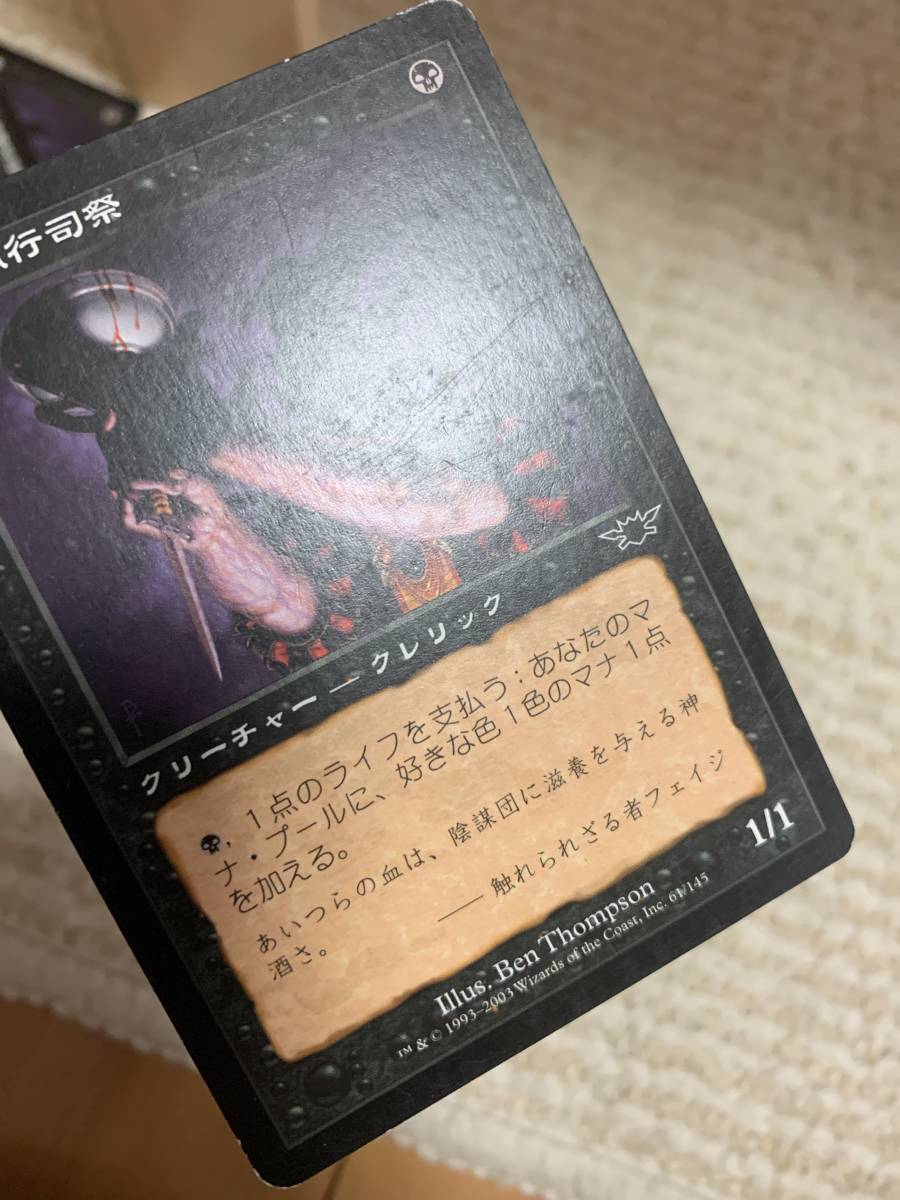 行司祭
クリーチャー ― クレリック
, 1点のライフを支払う：あなたのマ
ナ・プールに、好きな色1色のマナ1点
を加える。
あいつらの血は、陰謀団に滋養を与える神
酒さ。
―― 触れられざる者フェイジ
1/1
Illus. Ben Thompson
™ & © 1993–2003 Wizards of the Coast, Inc. 61/145